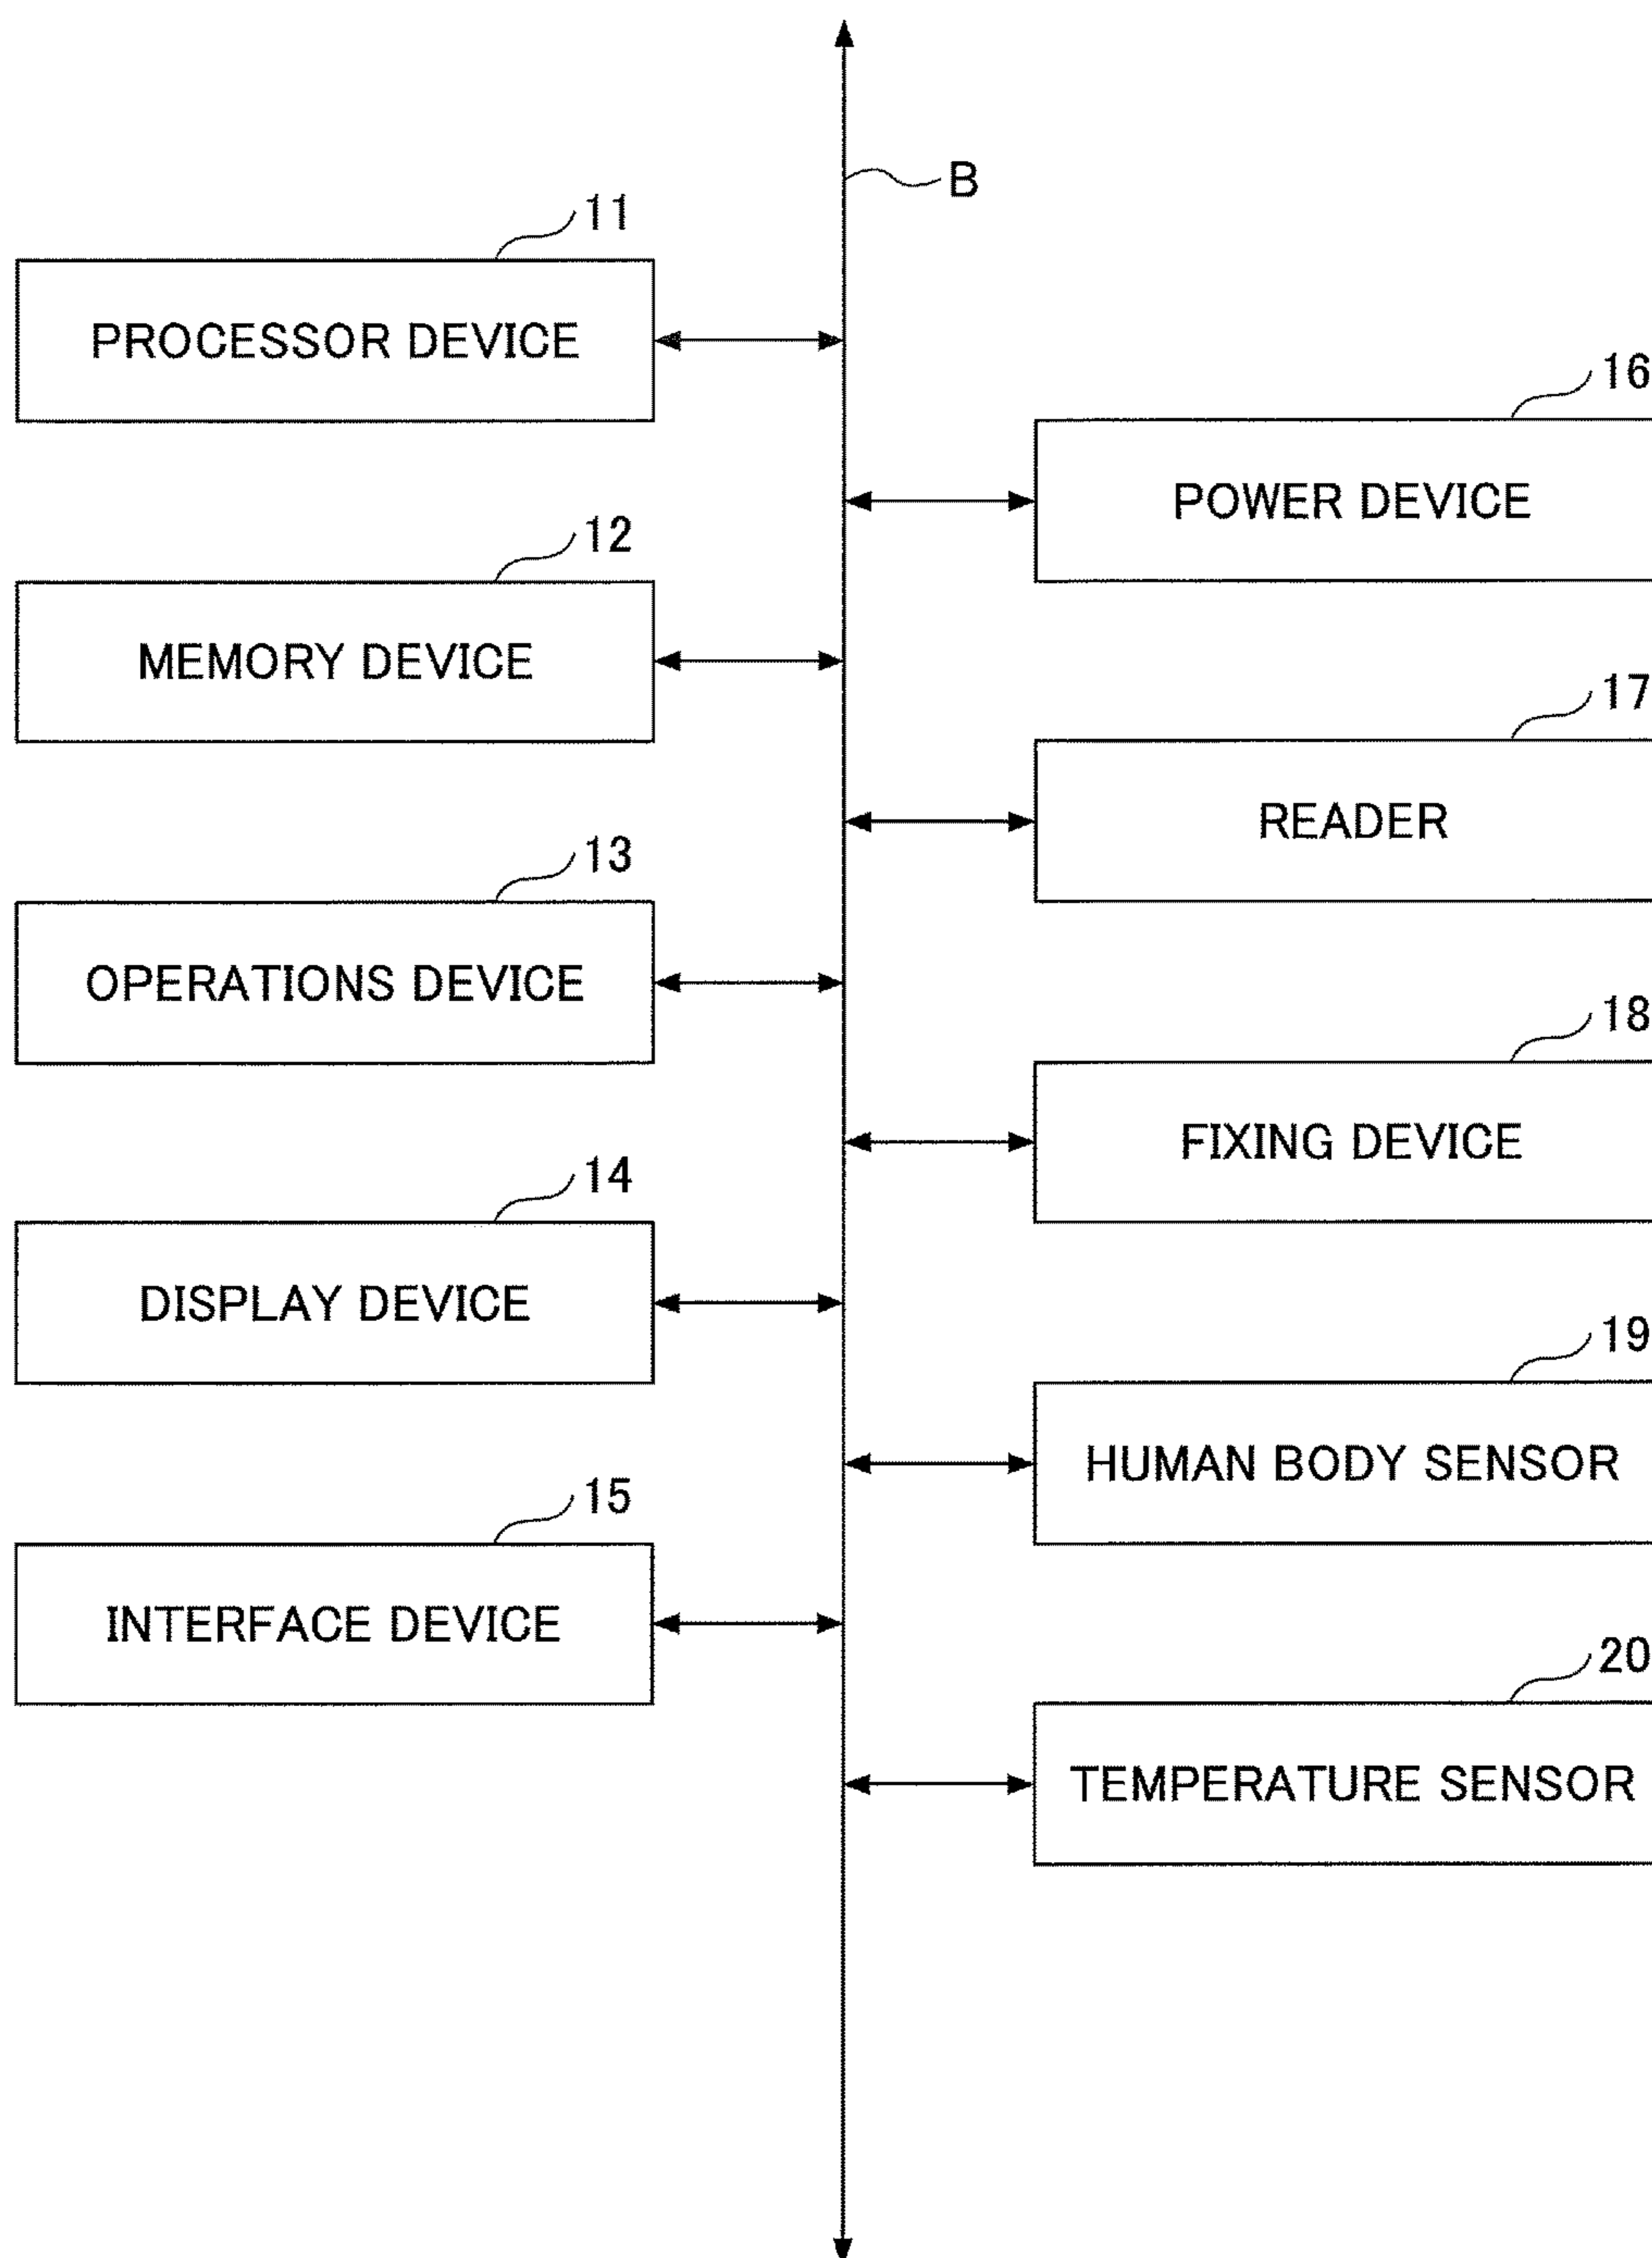 B
11
PROCESSOR DEVICE
16
POWER DEVICE
12
MEMORY DEVICE
17
READER
13
OPERATIONS DEVICE
18
FIXING DEVICE
14
DISPLAY DEVICE
19
HUMAN BODY SENSOR
15
INTERFACE DEVICE
20
TEMPERATURE SENSOR